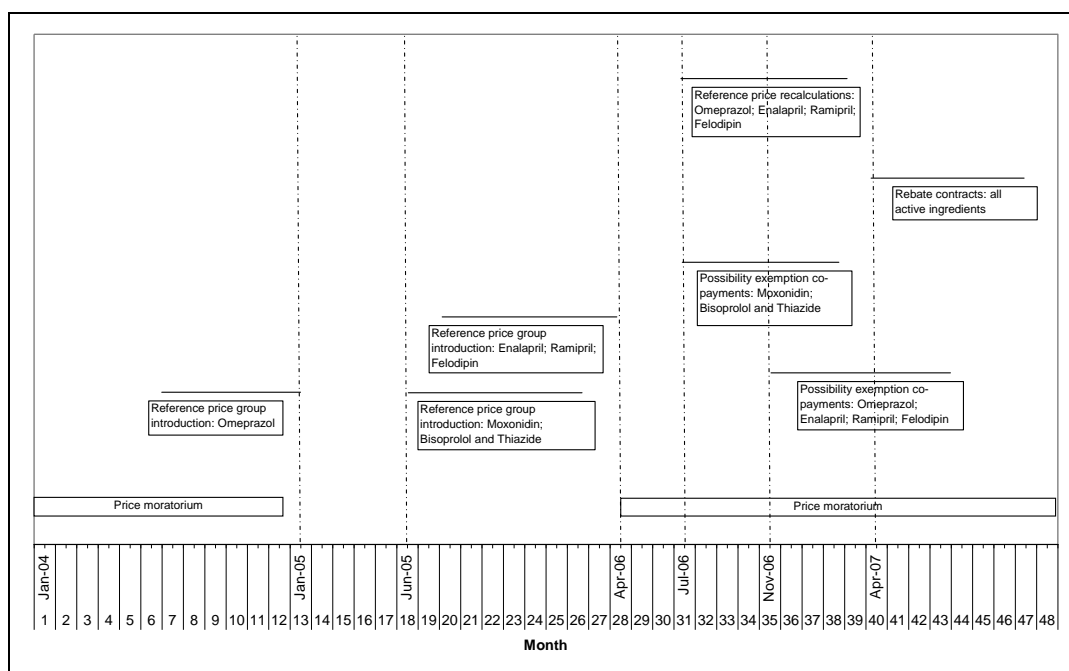 Reference price recalculations:
Omeprazol; Enalapril; Ramipril;
Felodipin
Rebate contracts: all
active ingredients
Possibility exemption co-
payments: Moxonidin;
Bisoprolol and Thiazide
Reference price group
introduction: Enalapril; Ramipril;
Felodipin
Reference price group
introduction: Omeprazol
Reference price group
introduction: Moxonidin;
Bisoprolol and Thiazide
Possibility exemption co-
payments: Omeprazol;
Enalapril; Ramipril; Felodipin
Price moratorium
Price moratorium
Jan-04 Jan-05 Jun-05 Apr-06 Jul-06 Nov-06 Apr-07
1 2 3 4 5 6 7 8 9 10 11 12 13 14 15 16 17 18 19 20 21 22 23 24 25 26 27 28 29 30 31 32 33 34 35 36 37 38 39 40 41 42 43 44 45 46 47 48
Month